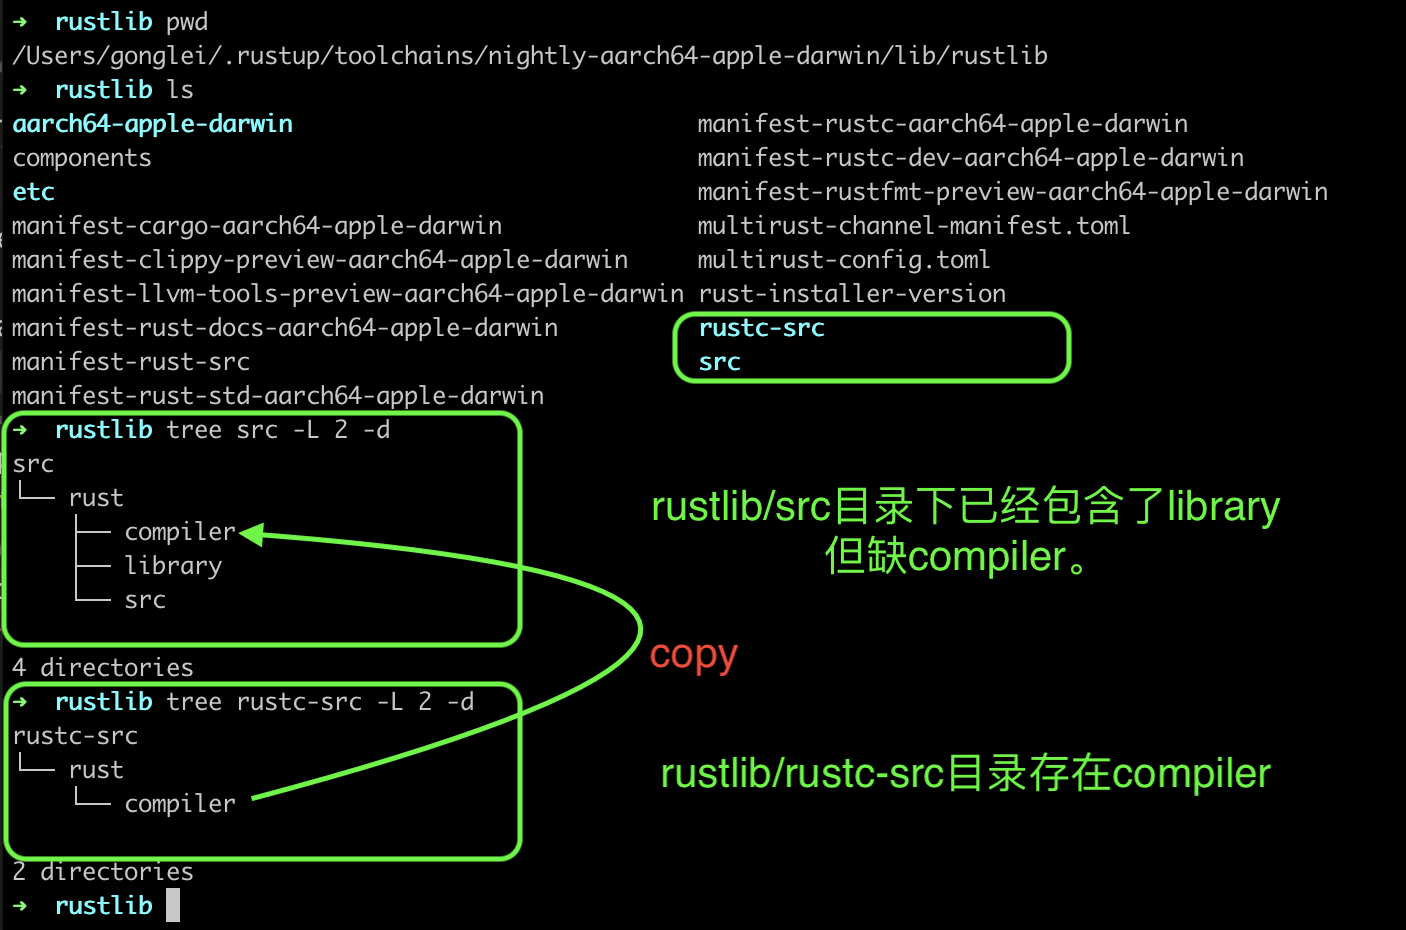 ➜ rustlib pwd
/Users/gonglei/.rustup/toolchains/nightly-aarch64-apple-darwin/lib/rustlib
➜ rustlib ls
aarch64-apple-darwin manifest-rustc-aarch64-apple-darwin
components manifest-rustc-dev-aarch64-apple-darwin
etc manifest-rustfmt-preview-aarch64-apple-darwin
manifest-cargo-aarch64-apple-darwin multirust-channel-manifest.toml
manifest-clippy-preview-aarch64-apple-darwin multirust-config.toml
manifest-llvm-tools-preview-aarch64-apple-darwin rust-installer-version
manifest-rust-docs-aarch64-apple-darwin rustc-src
manifest-rust-src src
manifest-rust-std-aarch64-apple-darwin
➜ rustlib tree src -L 2 -d
src
└── rust
├── compiler
├── library
└── src
4 directories
➜ rustlib tree rustc-src -L 2 -d
rustc-src
└── rust
└── compiler
2 directories
➜ rustlib
rustlib/src目录下已经包含了library
但缺compiler。
copy
rustlib/rustc-src目录存在compiler